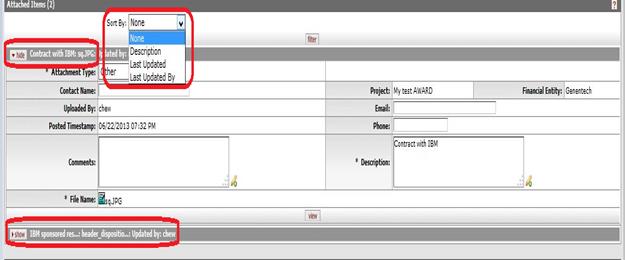 Attached Items (2)
?
Sort By: None
None
Description
Last Updated
Last Updated By
filter
hide Contract with IBM: sq.JPG: Updated by:
* Attachment Type: Other
Contact Name: Project: My test AWARD Financial Entity: Genentech
Uploaded By: chew Email:
Posted Timestamp: 06/22/2013 07:32 PM Phone:
Comments: * Description: Contract with IBM
* File Name: sq.JPG
view
show IBM sponsored res...: header_dispositio...: Updated by: chew